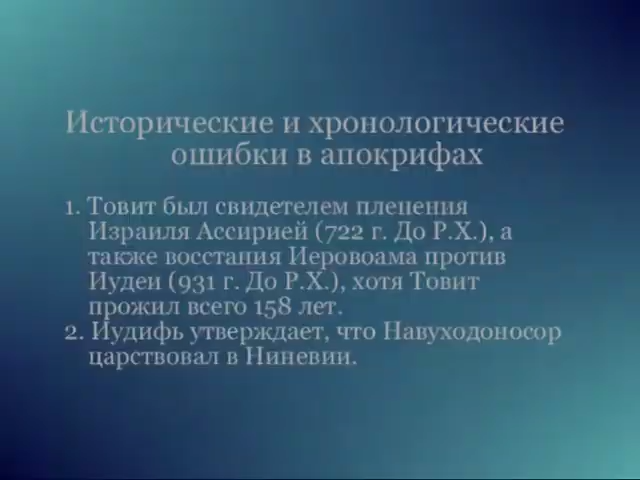 Исторические и хронологические
ошибки в апокрифах
1. Товит был свидетелем пленения
Израиля Ассирией (722 г. До Р.Х.), а
также восстания Иеровоама против
Иудеи (931 г. До Р.Х.), хотя Товит
прожил всего 158 лет.
2. Иудифь утверждает, что Навуходоносор
царствовал в Ниневии.